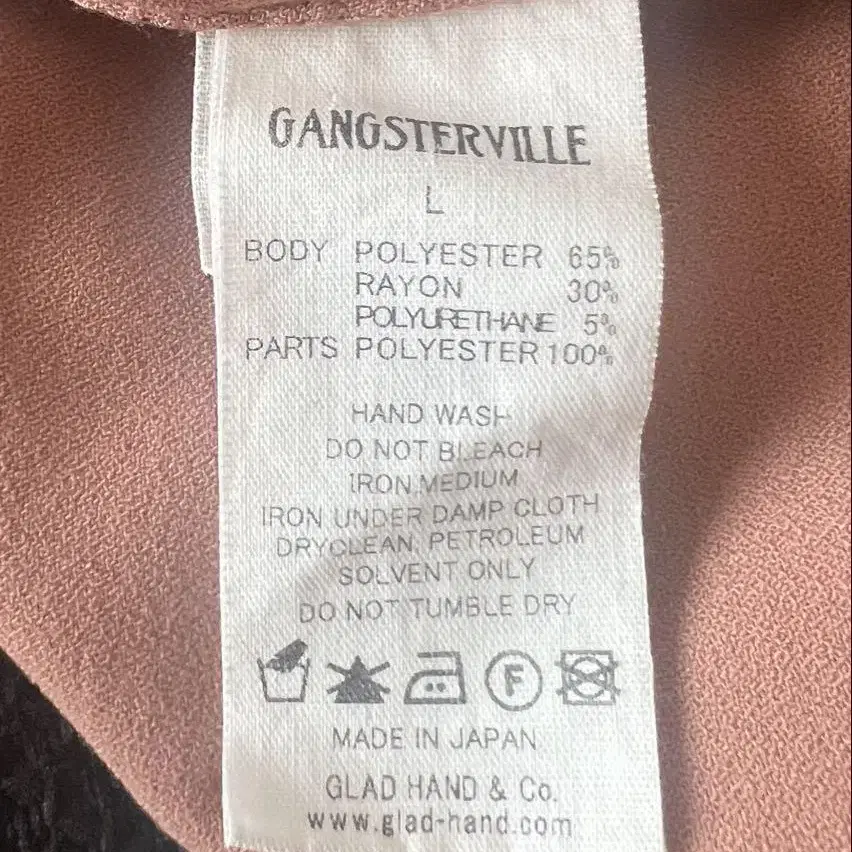 GANGSTERVILLE
L
BODY POLYESTER 65%
RAYON 30%
POLYURETHANE 5%
PARTS POLYESTER 100%
HAND WASH
DO NOT BLEACH
IRON MEDIUM
IRON UNDER DAMP CLOTH
DRYCLEAN, PETROLEUM
SOLVENT ONLY
DO NOT TUMBLE DRY
F
MADE IN JAPAN
GLAD HAND & Co.
www.glad-hand.com